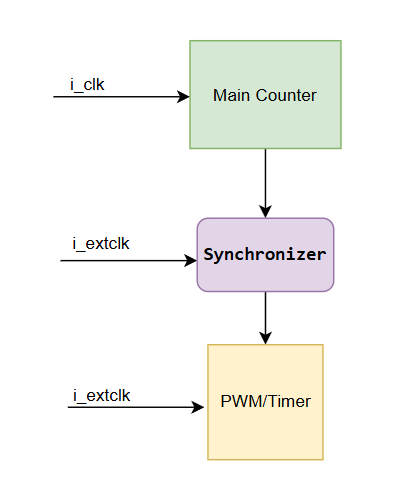 i_clk
Main Counter
i_extclk
Synchronizer
i_extclk
PWM/Timer